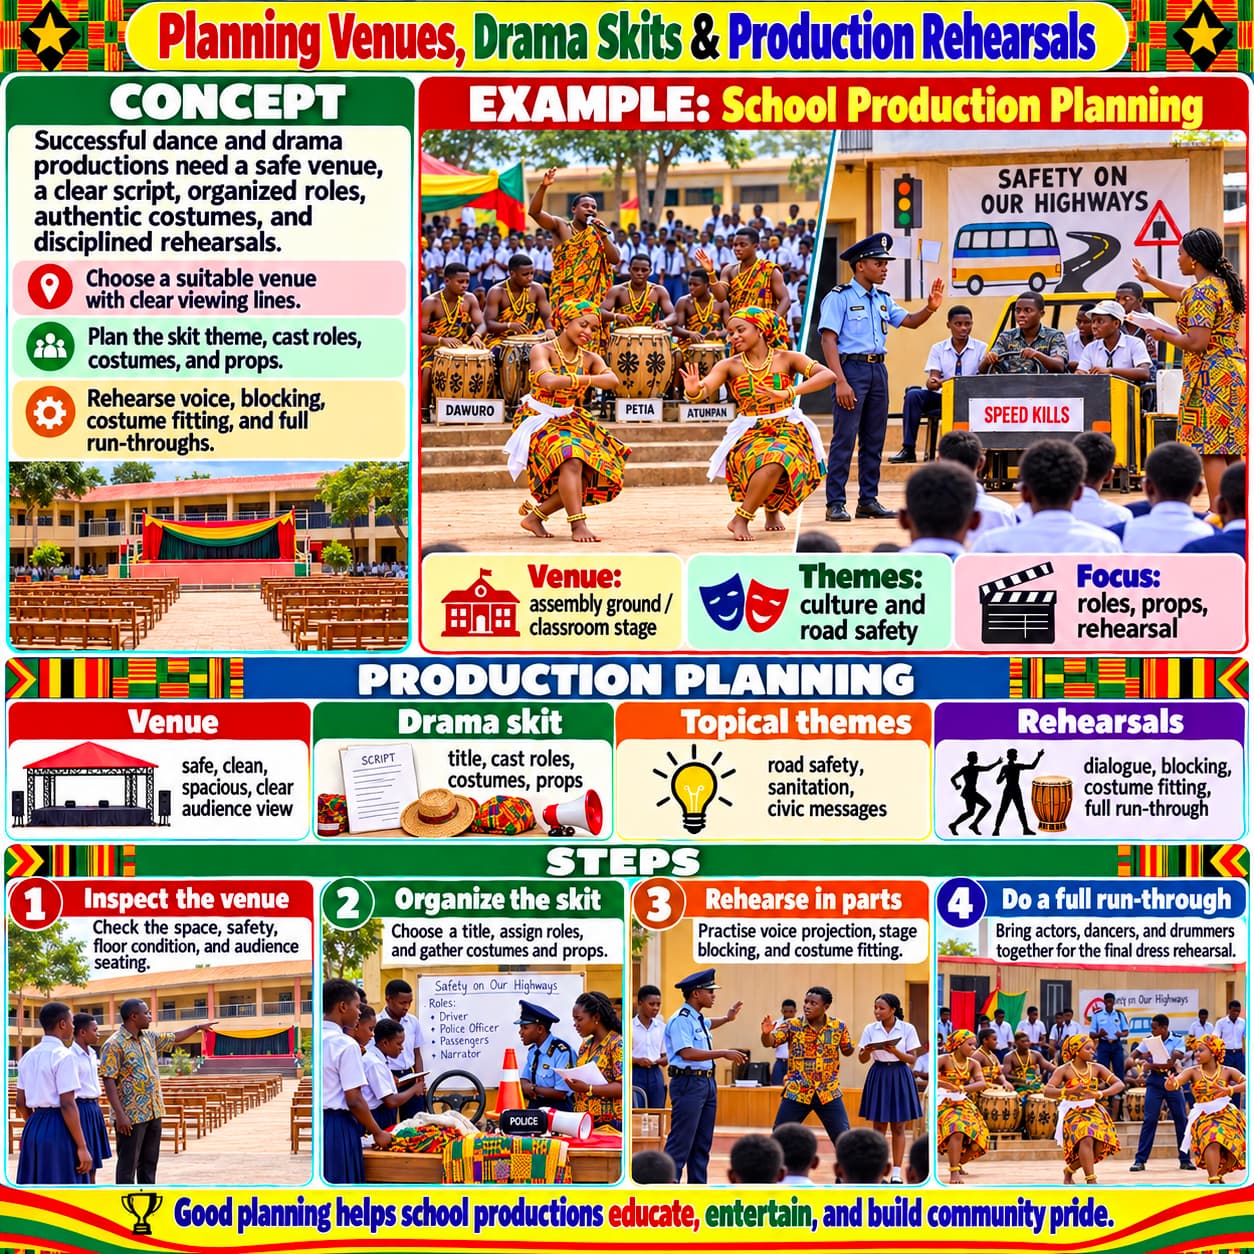 Planning Venues, Drama Skits & Production Rehearsals
CONCEPT
Successful dance and drama
productions need a safe venue,
a clear script, organized roles,
authentic costumes, and
disciplined rehearsals.
Choose a suitable venue
with clear viewing lines.
Plan the skit theme, cast roles,
costumes, and props.
Rehearse voice, blocking,
costume fitting, and full
run-throughs.
EXAMPLE: School Production Planning
DAWURO
PETIA
ATUMPAN
SAFETY ON
OUR HIGHWAYS
SPEED KILLS
Venue:
assembly ground /
classroom stage
Themes:
culture and
road safety
Focus:
roles, props,
rehearsal
PRODUCTION PLANNING
Venue
safe, clean,
spacious, clear
audience view
Drama skit
SCRIPT
title, cast roles,
costumes, props
Topical themes
road safety,
sanitation,
civic messages
Rehearsals
dialogue, blocking,
costume fitting,
full run-through
STEPS
1 Inspect the venue
Check the space, safety,
floor condition, and audience
seating.
2 Organize the skit
Choose a title, assign roles,
and gather costumes and props.
Safety on Our Highways
Roles:
• Driver
• Police Officer
• Passengers
• Narrator
POLICE
3 Rehearse in parts
Practise voice projection, stage
blocking, and costume fitting.
4 Do a full run-through
Bring actors, dancers, and drummers
together for the final dress rehearsal.
on Our Highways
Good planning helps school productions educate, entertain, and build community pride.